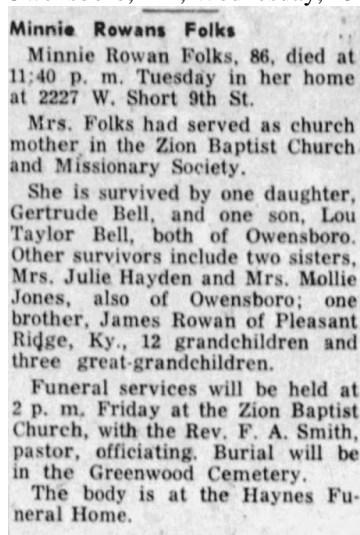 Minnie Rowans Folks
Minnie Rowan Folks, 86, died at
11:40 p. m. Tuesday in her home
at 2227 W. Short 9th St.
Mrs. Folks had served as church
mother in the Zion Baptist Church
and Missionary Society.
She is survived by one daughter,
Gertrude Bell, and one son, Lou
Taylor Bell, both of Owensboro.
Other survivors include two sisters,
Mrs. Julie Hayden and Mrs. Mollie
Jones, also of Owensboro; one
brother, James Rowan of Pleasant
Ridge, Ky., 12 grandchildren and
three great-grandchildren.
Funeral services will be held at
2 p. m. Friday at the Zion Baptist
Church, with the Rev. F. A. Smith,
pastor, officiating. Burial will be
in the Greenwood Cemetery.
The body is at the Haynes Fu-
neral Home.